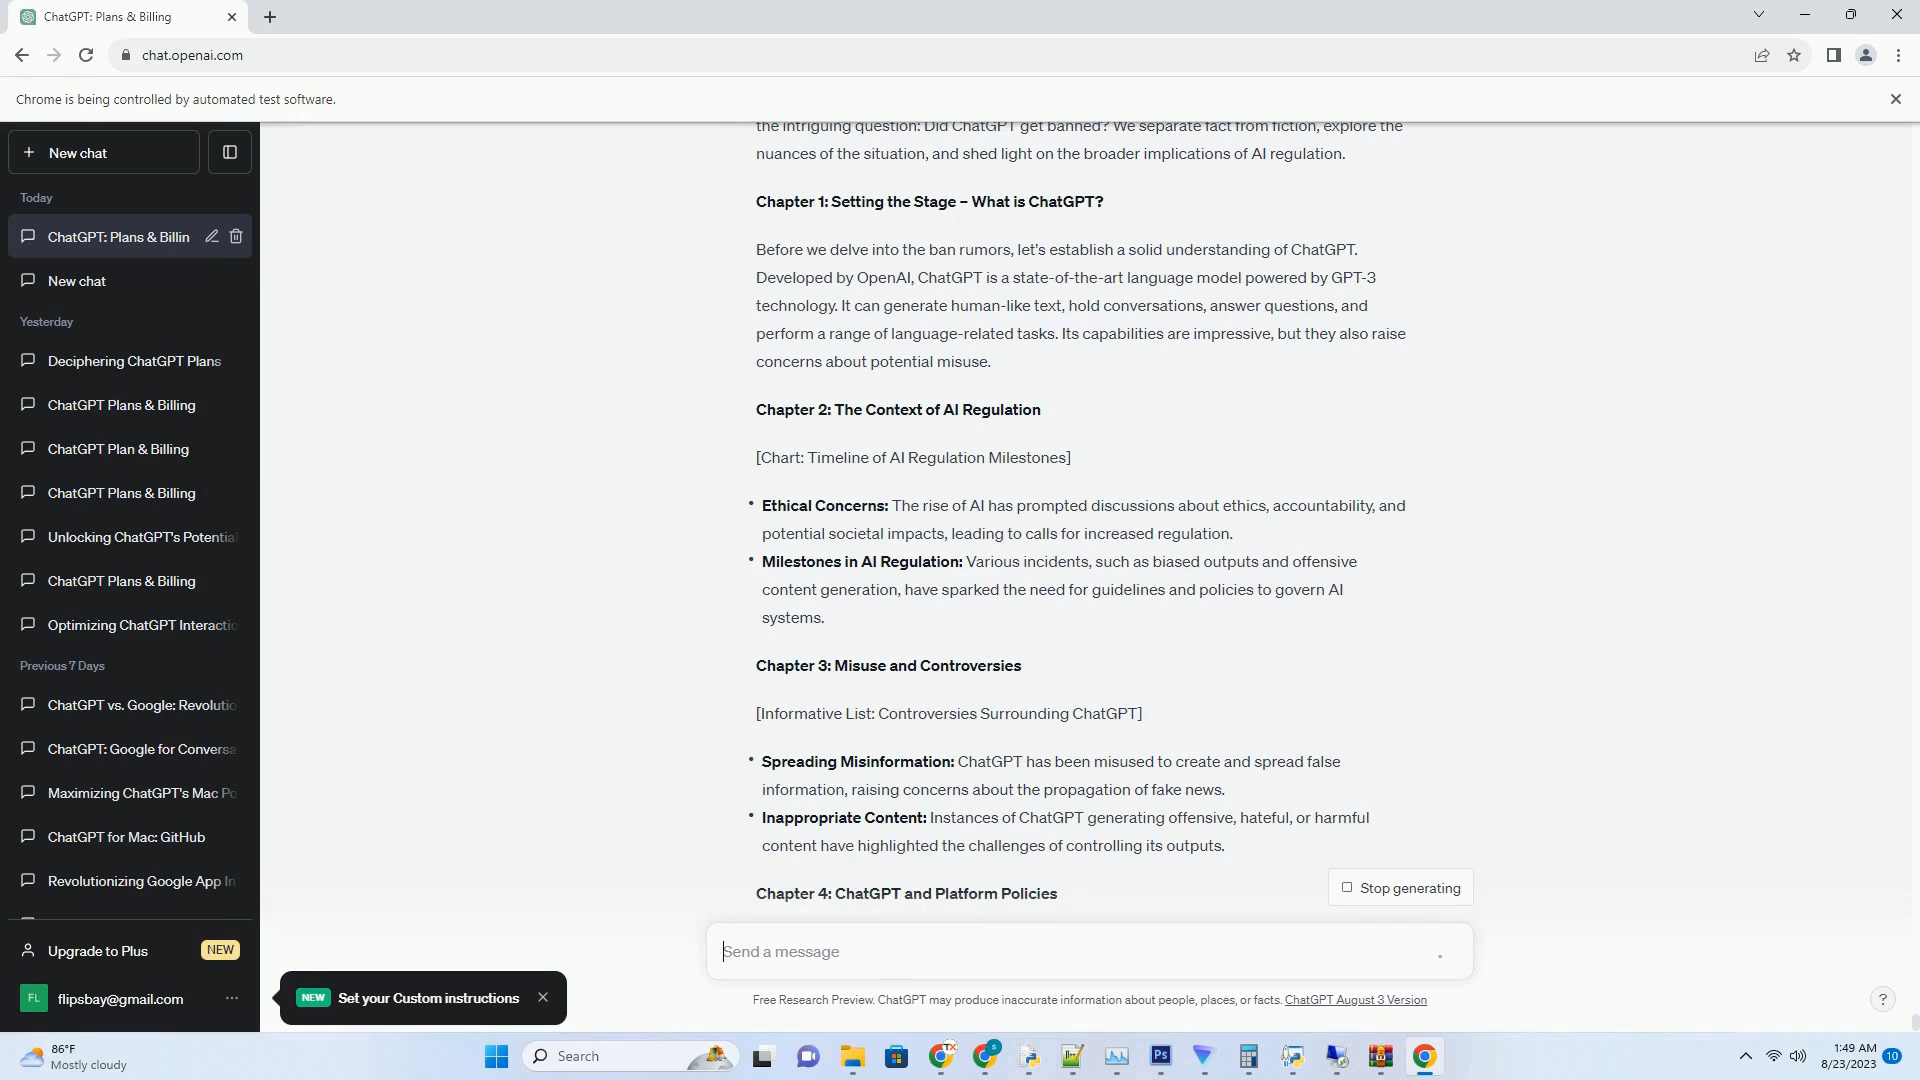 ChatGPT: Plans & Billing
chat.openai.com
Chrome is being controlled by automated test software.
New chat
Today
ChatGPT: Plans & Billin
New chat
Yesterday
Deciphering ChatGPT Plans
ChatGPT Plans & Billing
ChatGPT Plan & Billing
ChatGPT Plans & Billing
Unlocking ChatGPT's Potential
ChatGPT Plans & Billing
Optimizing ChatGPT Interactio
Previous 7 Days
ChatGPT vs. Google: Revolutio
ChatGPT: Google for Conversa
Maximizing ChatGPT's Mac Po
ChatGPT for Mac: GitHub
Revolutionizing Google App In
Upgrade to Plus
NEW
FL
flipsbay@gmail.com
the intriguing question: Did ChatGPT get banned? We separate fact from fiction, explore the
nuances of the situation, and shed light on the broader implications of AI regulation.
Chapter 1: Setting the Stage – What is ChatGPT?
Before we delve into the ban rumors, let's establish a solid understanding of ChatGPT.
Developed by OpenAI, ChatGPT is a state-of-the-art language model powered by GPT-3
technology. It can generate human-like text, hold conversations, answer questions, and
perform a range of language-related tasks. Its capabilities are impressive, but they also raise
concerns about potential misuse.
Chapter 2: The Context of AI Regulation
[Chart: Timeline of AI Regulation Milestones]
• Ethical Concerns: The rise of AI has prompted discussions about ethics, accountability, and
potential societal impacts, leading to calls for increased regulation.
• Milestones in AI Regulation: Various incidents, such as biased outputs and offensive
content generation, have sparked the need for guidelines and policies to govern AI
systems.
Chapter 3: Misuse and Controversies
[Informative List: Controversies Surrounding ChatGPT]
• Spreading Misinformation: ChatGPT has been misused to create and spread false
information, raising concerns about the propagation of fake news.
• Inappropriate Content: Instances of ChatGPT generating offensive, hateful, or harmful
content have highlighted the challenges of controlling its outputs.
Chapter 4: ChatGPT and Platform Policies
Stop generating
Send a message
NEW Set your Custom instructions
Free Research Preview. ChatGPT may produce inaccurate information about people, places, or facts. ChatGPT August 3 Version
?
86°F
Mostly cloudy
Search
TX
S
Ps
1:49 AM
8/23/2023
10